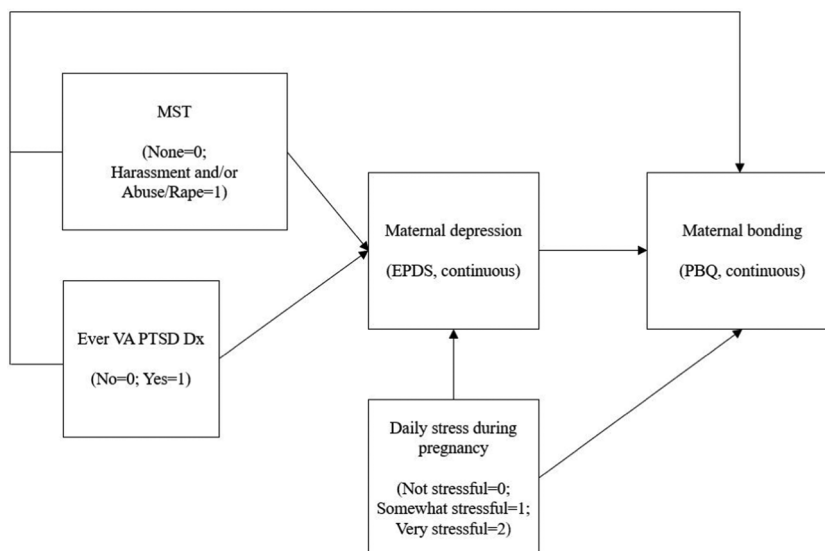 MST
(None=0;
Harassment and/or
Abuse/Rape=1)
Ever VA PTSD Dx
(No=0; Yes=1)
Maternal depression
(EPDS, continuous)
Maternal bonding
(PBQ, continuous)
Daily stress during
pregnancy
(Not stressful=0;
Somewhat stressful=1;
Very stressful=2)